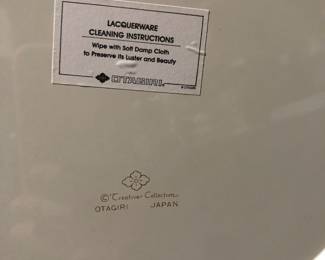 LACQUERWARE
CLEANING INSTRUCTIONS
Wipe with Soft Damp Cloth
to Preserve its Luster and Beauty
OTAGIRI
© "Creative Collection"
OTAGIRI JAPAN